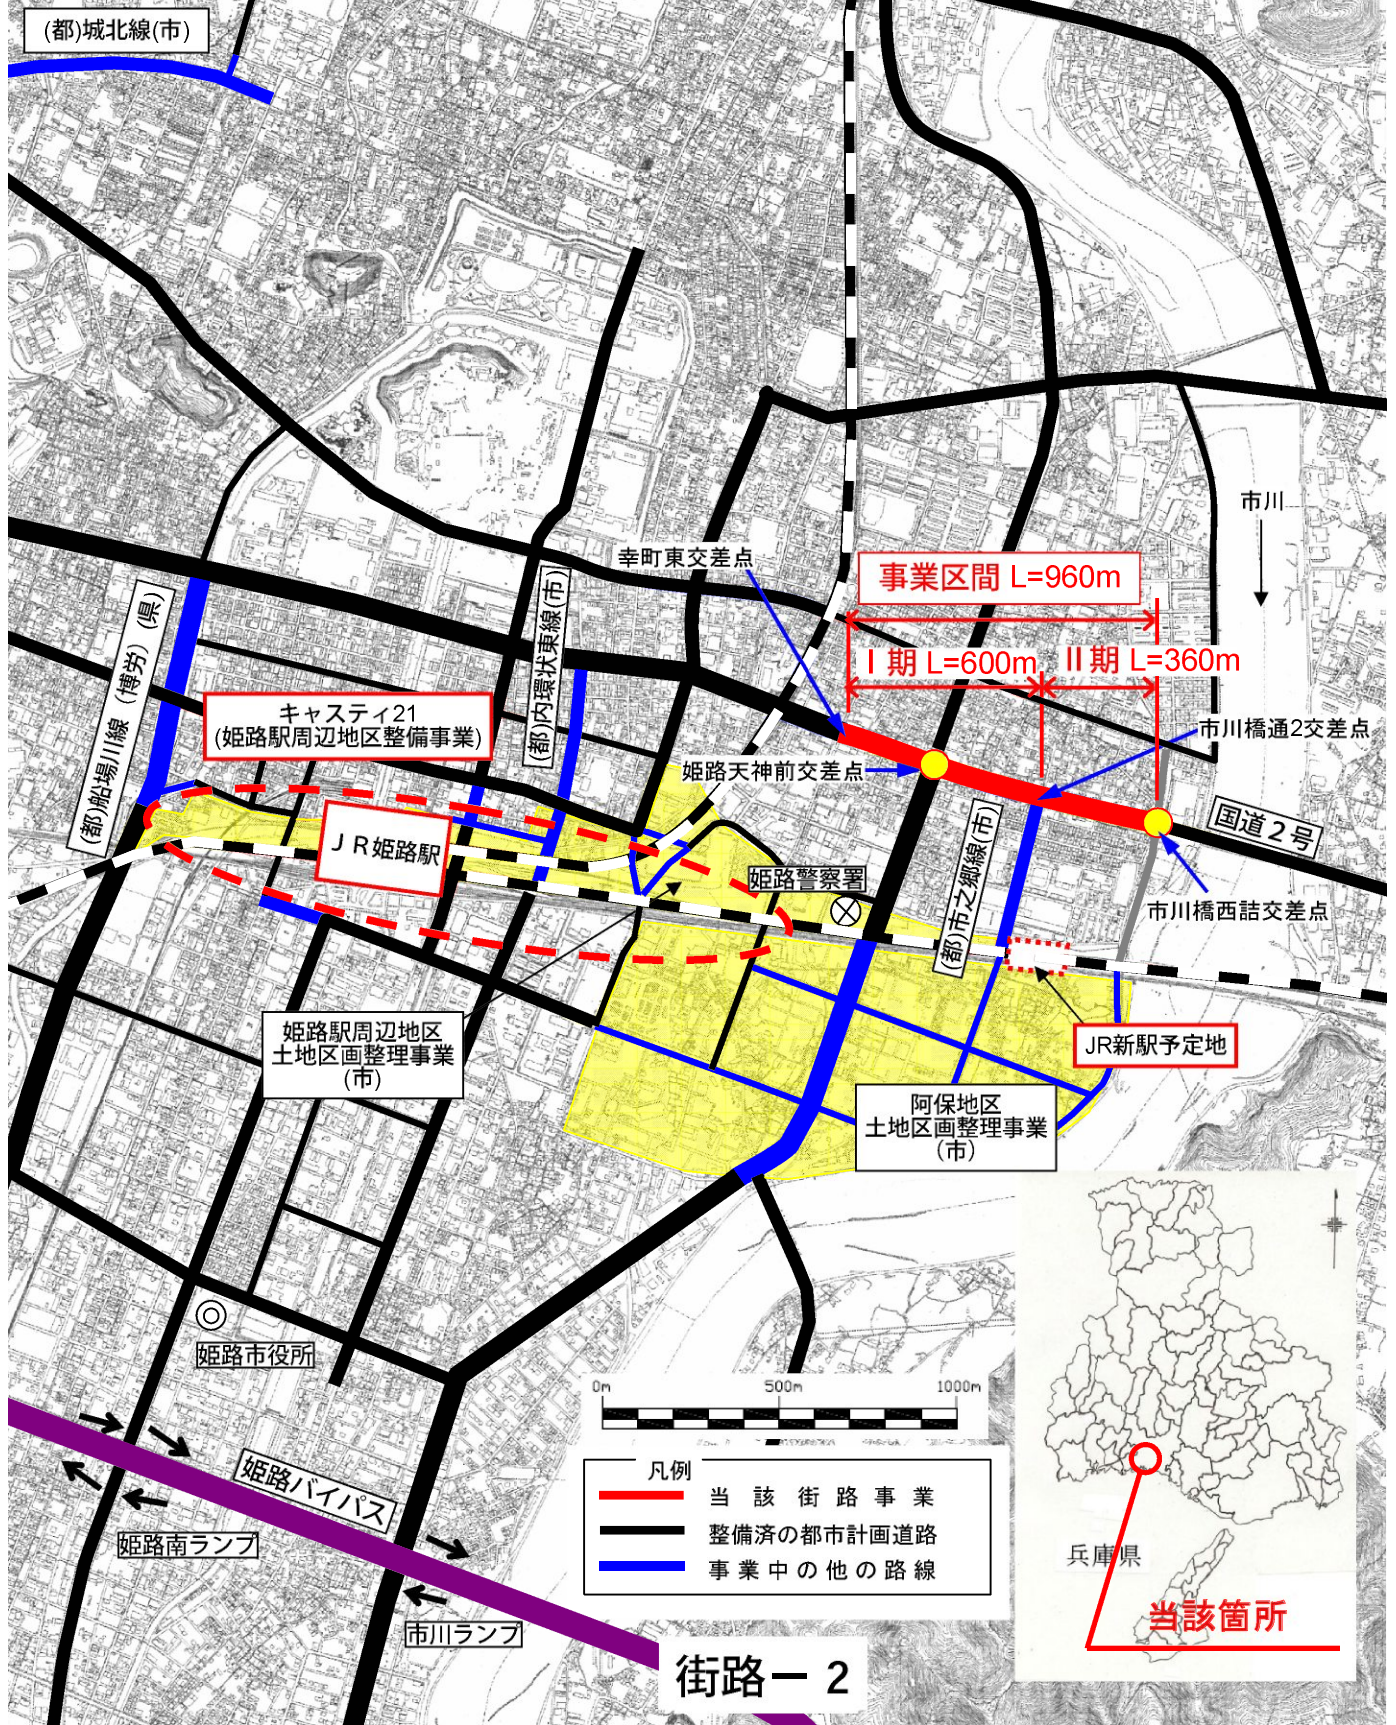 (都)城北線(市)
市川
幸町東交差点
事業区間 L=960m
Ⅰ期 L=600m
Ⅱ期 L=360m
(都)内環状東線(市)
(都)船場川線(博労)(県)
キャスティ21
(姫路駅周辺地区整備事業)
市川橋通2交差点
姫路天神前交差点
国道2号
JR姫路駅
(都)市之郷線(市)
姫路警察署
市川橋西詰交差点
姫路駅周辺地区
土地区画整理事業
(市)
JR新駅予定地
阿保地区
土地区画整理事業
(市)
姫路市役所
0m 500m 1000m
姫路バイパス
凡例
当該街路事業
整備済の都市計画道路
事業中の他の路線
姫路南ランプ
市川ランプ
兵庫県
当該箇所
街路-2